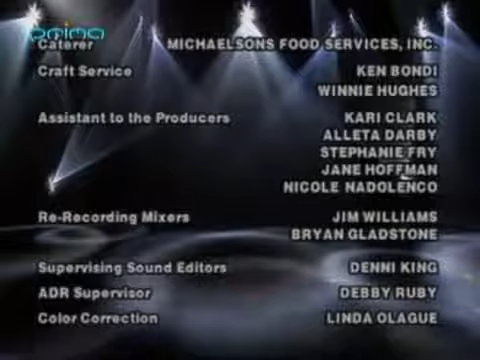 prima
Caterer MICHAELSONS FOOD SERVICES, INC.
Craft Service KEN BONDI
WINNIE HUGHES
Assistant to the Producers KARI CLARK
ALLETA DARBY
STEPHANIE FRY
JANE HOFFMAN
NICOLE NADOLENCO
Re-Recording Mixers JIM WILLIAMS
BRYAN GLADSTONE
Supervising Sound Editors DENNI KING
ADR Supervisor DEBBY RUBY
Color Correction LINDA OLAGUE